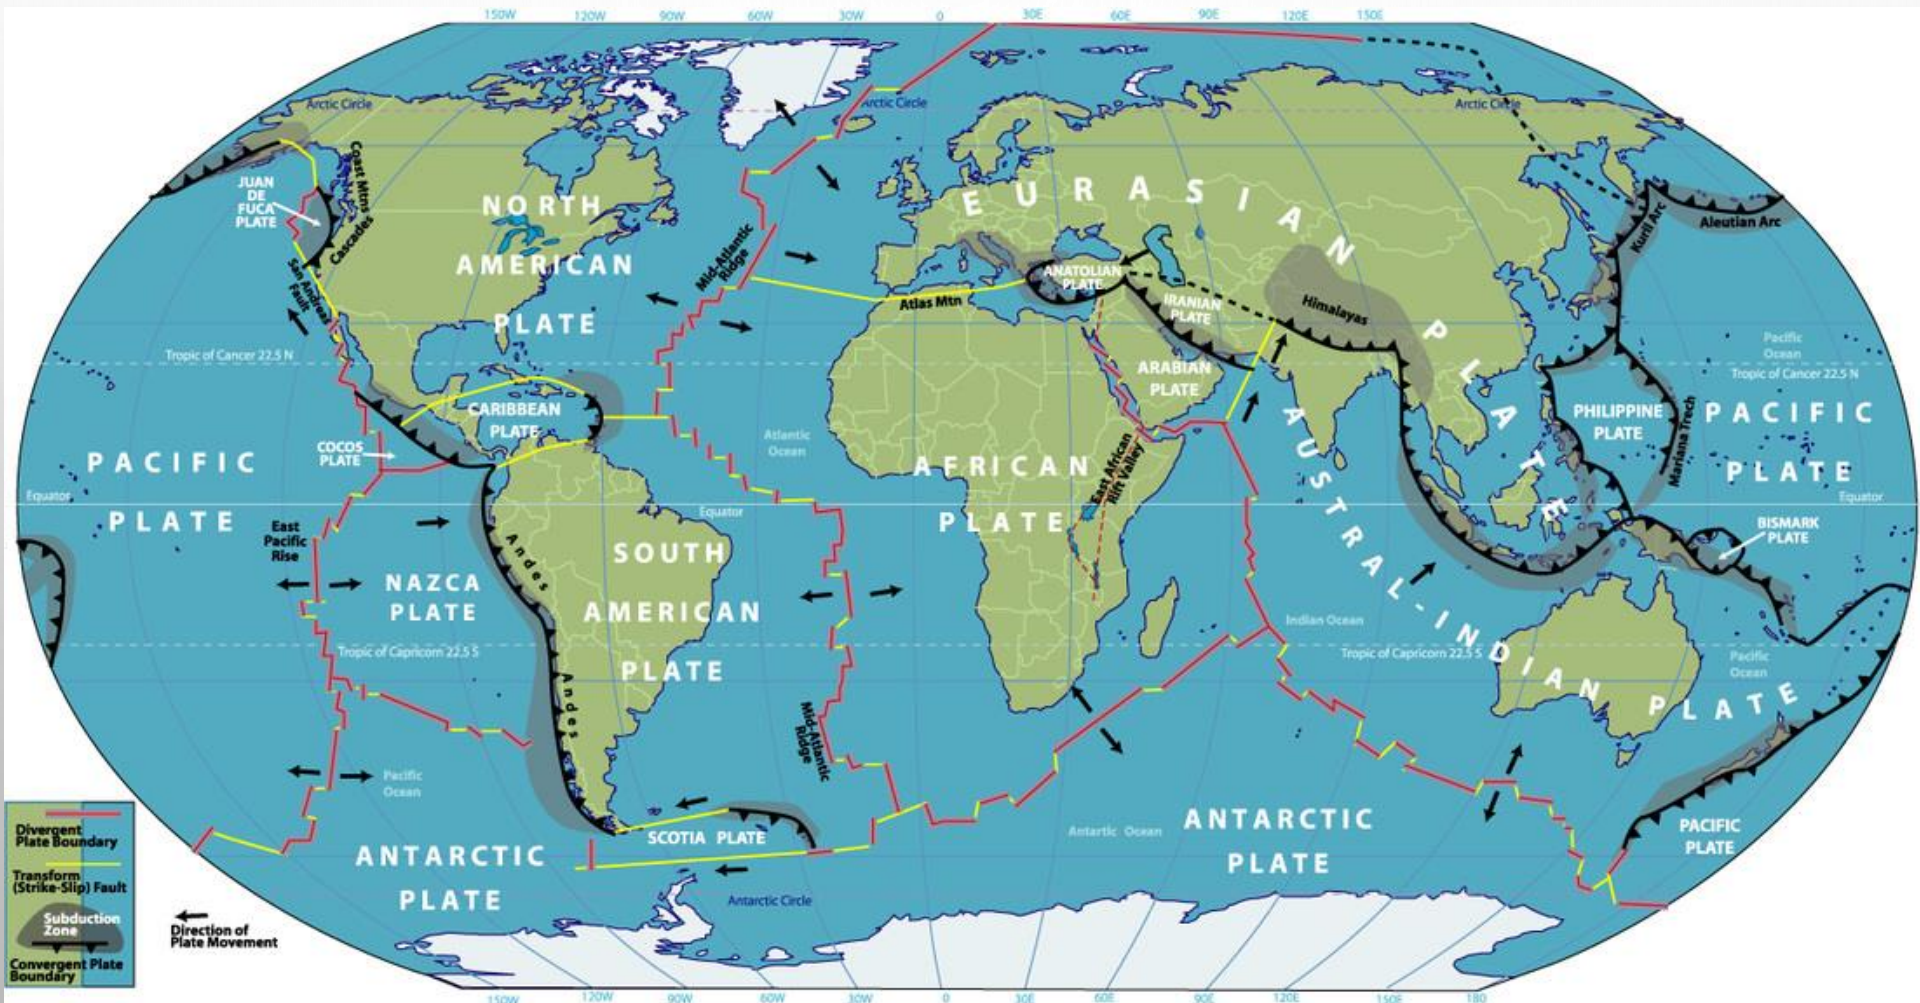 150W 120W 90W 60W 30W 0 30E 60E 90E 120E 150E
Arctic Circle
Arctic Circle
Arctic Circle
JUAN
DE
FUCA
PLATE
Coast Mtns
Cascades
San Andreas
Fault
NORTH
AMERICAN
PLATE
Mid-Atlantic
Ridge
EURASIAN PLATE
Kuril Arc
Aleutian Arc
ANATOLIAN
PLATE
Atlas Mtn
IRANIAN
PLATE
Himalayas
ARABIAN
PLATE
Tropic of Cancer 22.5 N
Pacific
Ocean
Tropic of Cancer 22.5 N
CARIBBEAN
PLATE
COCOS
PLATE
Atlantic
Ocean
PHILIPPINE
PLATE
Mariana Trech
PACIFIC
PLATE
PACIFIC
PLATE
Equator
Equator
Equator
AFRICAN
PLATE
East African
Rift Valley
AUSTRAL-INDIAN PLATE
BISMARK
PLATE
East
Pacific
Rise
NAZCA
PLATE
Andes
Andes
SOUTH
AMERICAN
PLATE
Indian Ocean
Tropic of Capricorn 22.5 S
Tropic of Capricorn 22.5 S
Pacific
Ocean
Mid-Atlantic
Ridge
Pacific
Ocean
SCOTIA PLATE
Antartic Ocean
ANTARCTIC
PLATE
PACIFIC
PLATE
ANTARCTIC
PLATE
Antarctic Circle
Divergent
Plate Boundary
Transform
(Strike-Slip) Fault
Subduction
Zone
Convergent Plate
Boundary
Direction of
Plate Movement
150W 120W 90W 60W 30W 0 30E 60E 90E 120E 150E 180